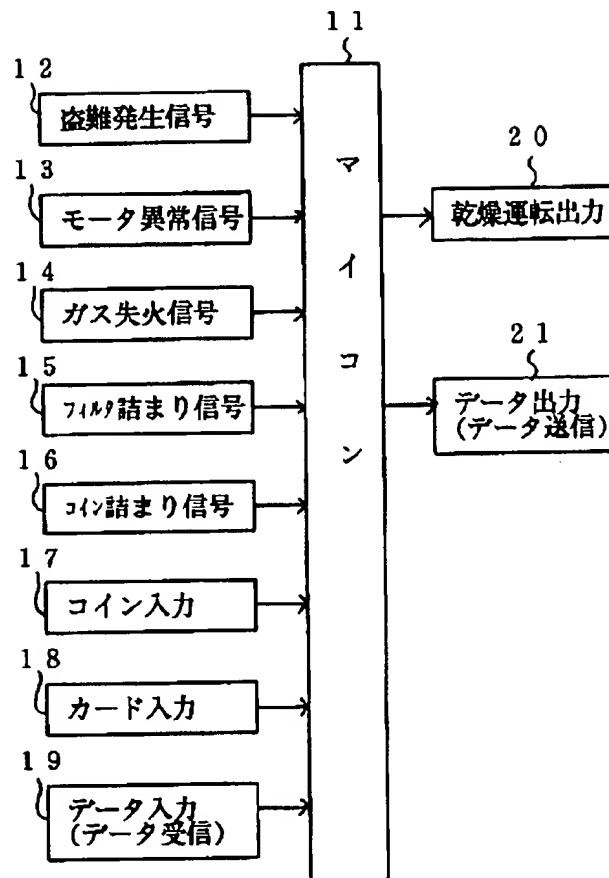 11
12
盗難発生信号
13
モータ異常信号
14
ガス失火信号
15
フィルタ詰まり信号
16
コイン詰まり信号
17
コイン入力
18
カード入力
19
データ入力
(データ受信)
マイコン
20
乾燥運転出力
21
データ出力
(データ送信)